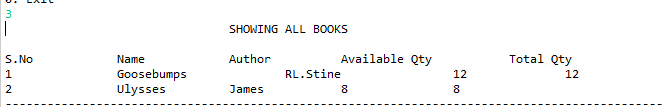 0. Exit
3
SHOWING ALL BOOKS
S.No Name Author Available Qty Total Qty
1 Goosebumps RL.Stine 12 12
2 Ulysses James 8 8
--------------------------------------------------------------------------------------------